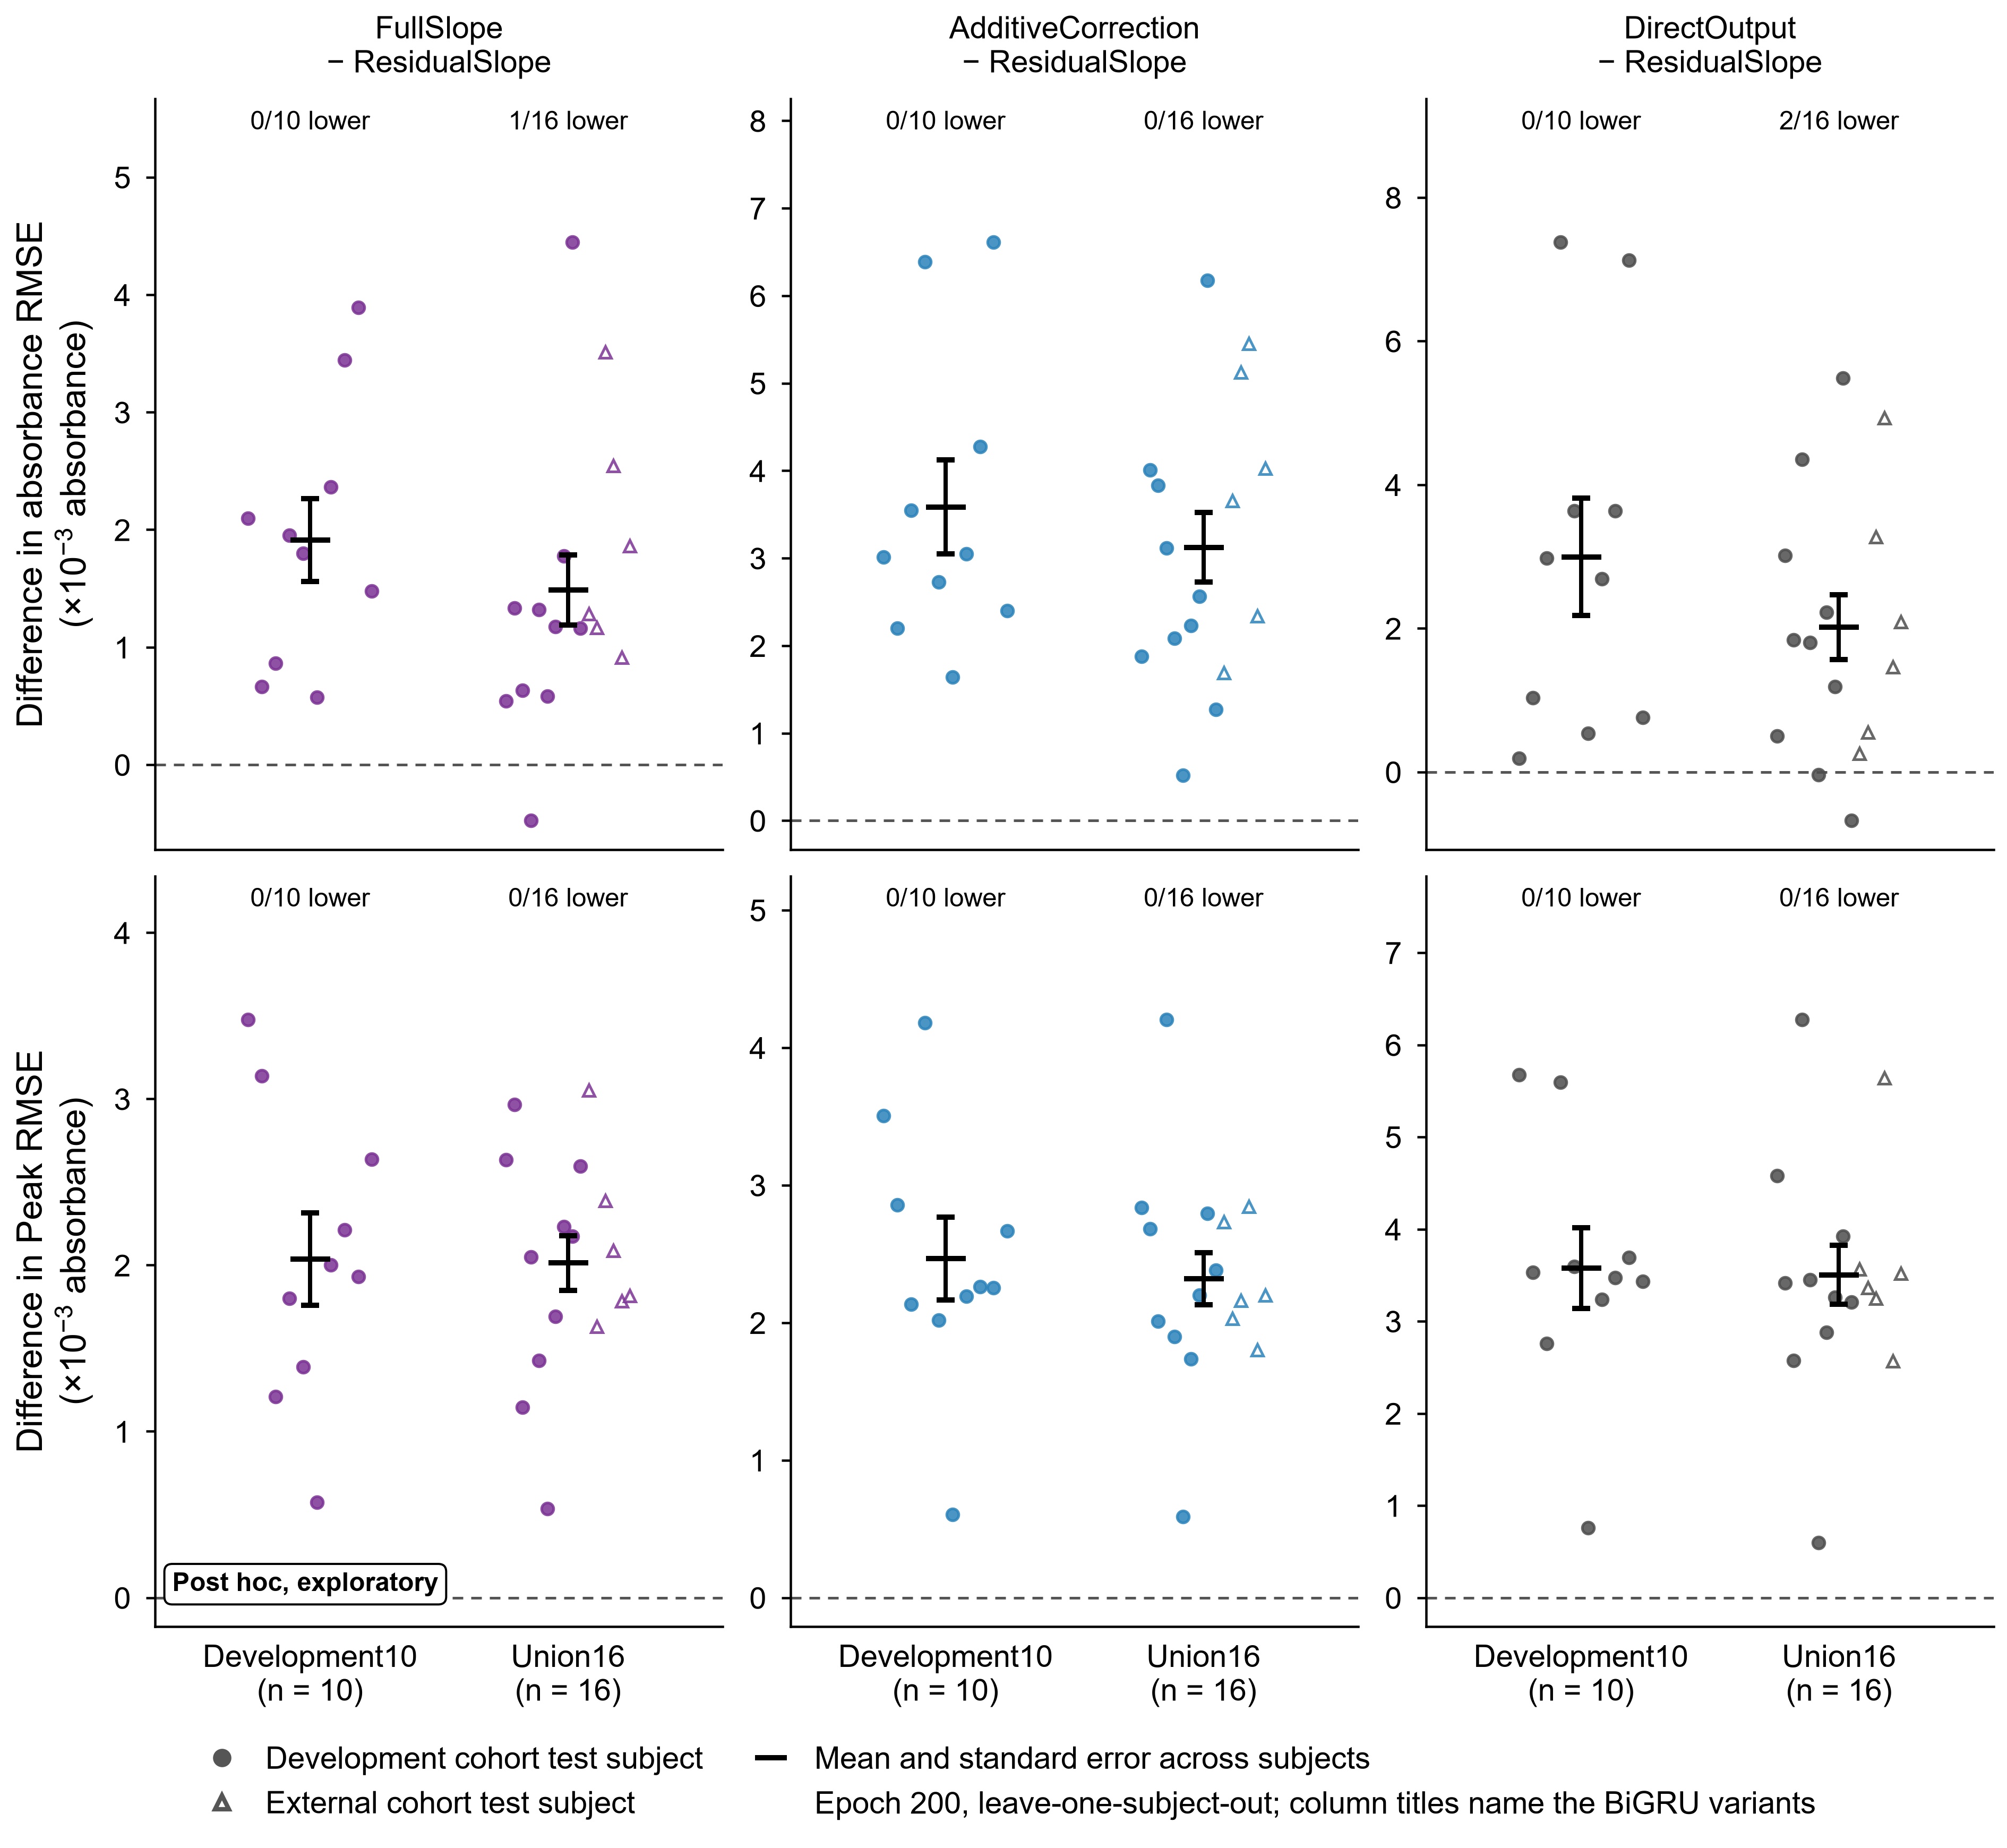 FullSlope
− ResidualSlope
AdditiveCorrection
− ResidualSlope
DirectOutput
− ResidualSlope
Difference in absorbance RMSE
(×10⁻³ absorbance)
0/10 lower
1/16 lower
5
4
3
2
1
0
0/10 lower
0/16 lower
8
7
6
5
4
3
2
1
0
0/10 lower
2/16 lower
8
6
4
2
0
Difference in Peak RMSE
(×10⁻³ absorbance)
0/10 lower
0/16 lower
4
3
2
1
0
Post hoc, exploratory
0/10 lower
0/16 lower
5
4
3
2
1
0
0/10 lower
0/16 lower
7
6
5
4
3
2
1
0
Development10
(n = 10)
Union16
(n = 16)
Development10
(n = 10)
Union16
(n = 16)
Development10
(n = 10)
Union16
(n = 16)
Development cohort test subject
External cohort test subject
Mean and standard error across subjects
Epoch 200, leave-one-subject-out; column titles name the BiGRU variants